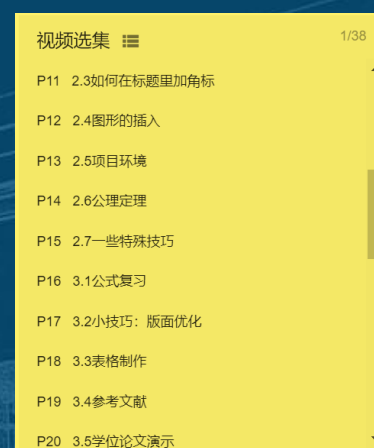 视频选集 1/38
P11 2.3如何在标题里加角标
P12 2.4图形的插入
P13 2.5项目环境
P14 2.6公理定理
P15 2.7一些特殊技巧
P16 3.1公式复习
P17 3.2小技巧：版面优化
P18 3.3表格制作
P19 3.4参考文献
P20 3.5学位论文演示